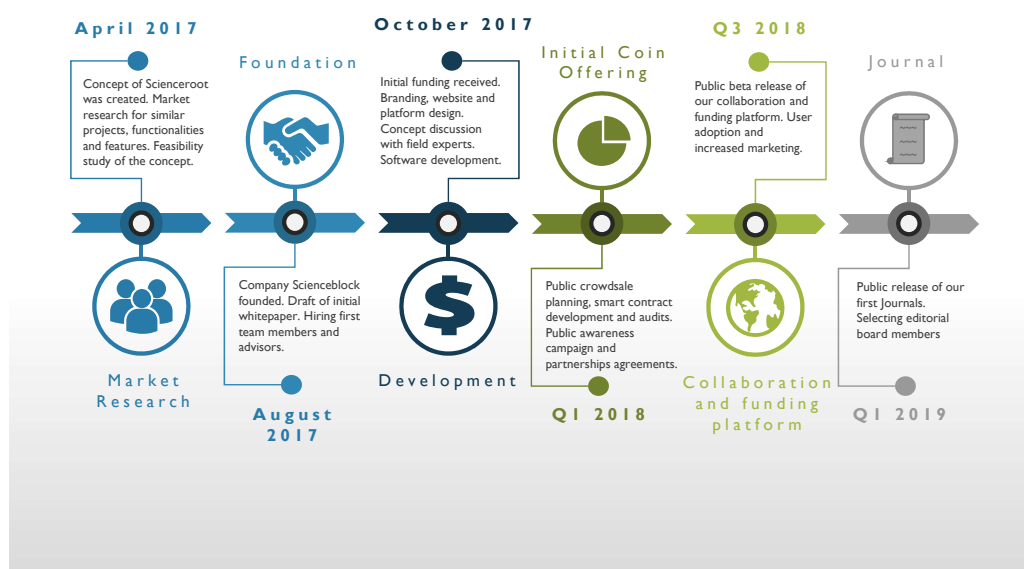 April 2017
Concept of Scienceroot
was created. Market
research for similar
projects, functionalities
and features. Feasibility
study of the concept.
Market
Research
Foundation
Company Scienceblock
founded. Draft of initial
whitepaper. Hiring first
team members and
advisors.
August
2017
October 2017
Initial funding received.
Branding, website and
platform design.
Concept discussion
with field experts.
Software development.
Development
Initial Coin
Offering
Public crowdsale
planning, smart contract
development and audits.
Public awareness
campaign and
partnerships agreements.
Q1 2018
Q3 2018
Public beta release of
our collaboration and
funding platform. User
adoption and
increased marketing.
Collaboration
and funding
platform
Journal
Public release of our
first Journals.
Selecting editorial
board members
Q1 2019